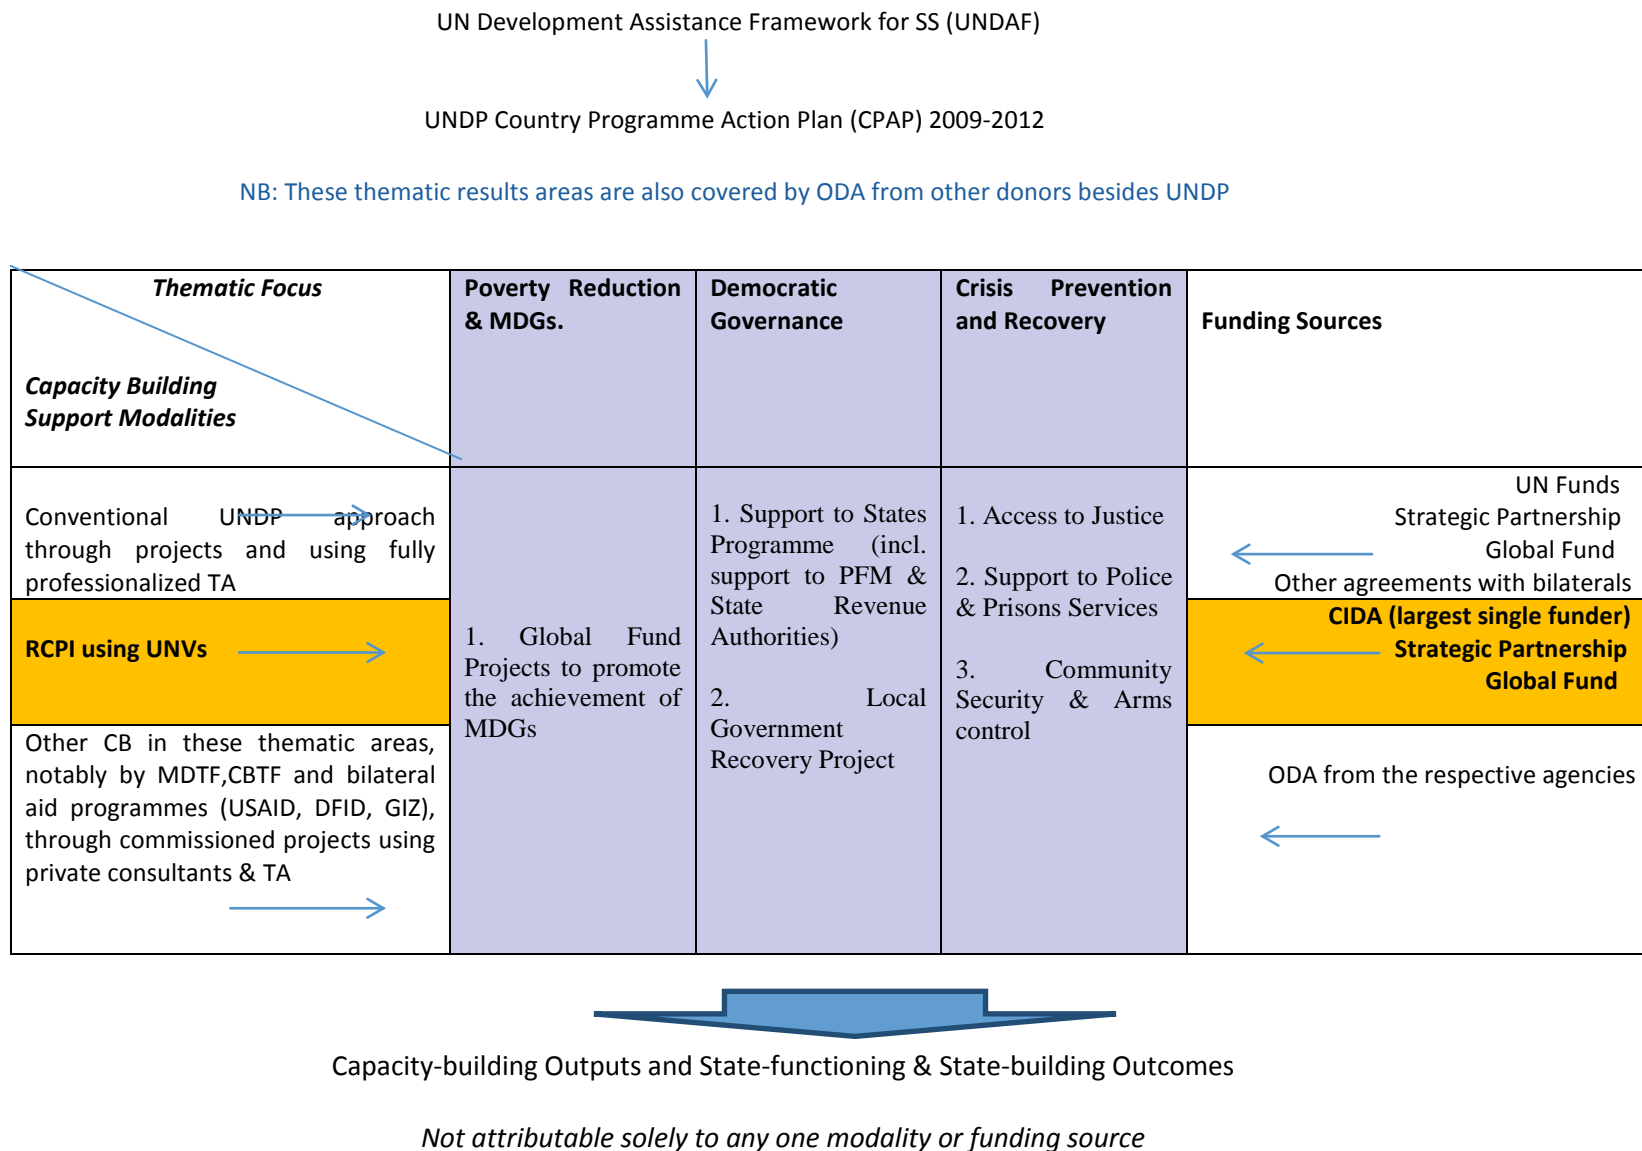 UN Development Assistance Framework for SS (UNDAF)
UNDP Country Programme Action Plan (CPAP) 2009-2012
NB: These thematic results areas are also covered by ODA from other donors besides UNDP
Thematic Focus
Capacity Building
Support Modalities
Poverty Reduction
& MDGs.
Democratic
Governance
Crisis Prevention
and Recovery
Funding Sources
Conventional UNDP approach
through projects and using fully
professionalized TA
RCPI using UNVs
Other CB in these thematic areas,
notably by MDTF,CBTF and bilateral
aid programmes (USAID, DFID, GIZ),
through commissioned projects using
private consultants & TA
1. Global Fund
Projects to promote
the achievement of
MDGs
1. Support to States
Programme (incl.
support to PFM &
State Revenue
Authorities)
2. Local
Government
Recovery Project
1. Access to Justice
2. Support to Police
& Prisons Services
3. Community
Security & Arms
control
UN Funds
Strategic Partnership
Global Fund
Other agreements with bilaterals
CIDA (largest single funder)
Strategic Partnership
Global Fund
ODA from the respective agencies
Capacity-building Outputs and State-functioning & State-building Outcomes
Not attributable solely to any one modality or funding source